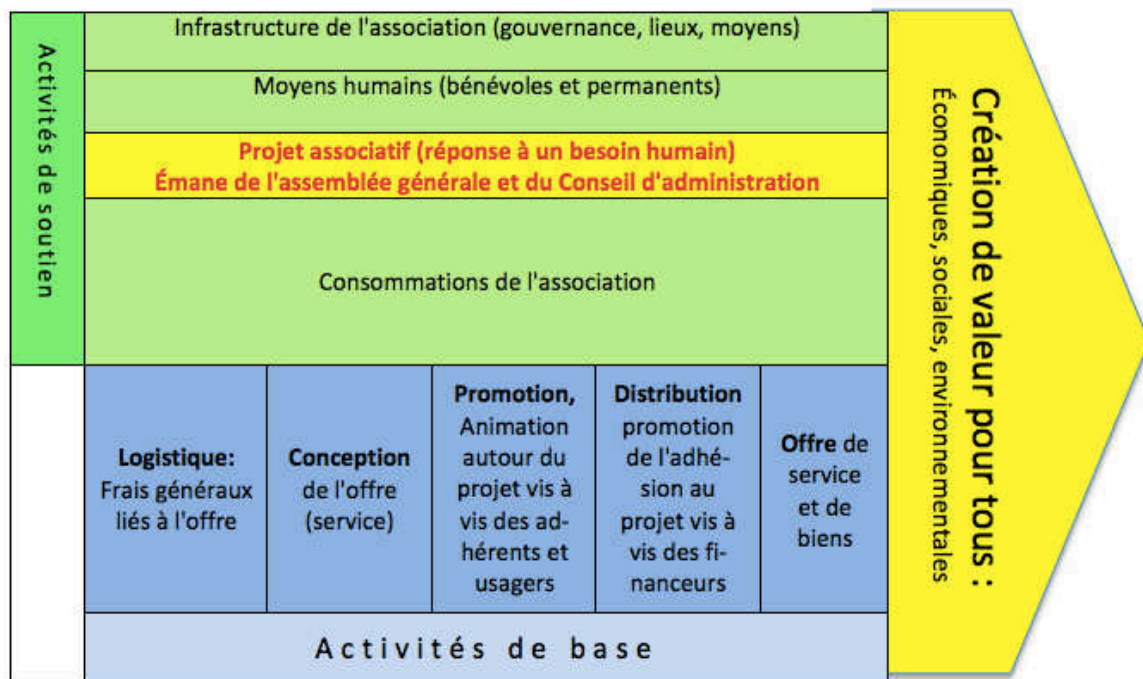 Activités de soutien
Infrastructure de l'association (gouvernance, lieux, moyens)
Moyens humains (bénévoles et permanents)
Projet associatif (réponse à un besoin humain)
Émane de l'assemblée générale et du Conseil d'administration
Consommations de l'association
Logistique:
Frais généraux
liés à l'offre
Conception
de l'offre
(service)
Promotion,
Animation
autour du
projet vis à
vis des ad-
hérents et
usagers
Distribution
promotion
de l'adhé-
sion au
projet vis à
vis des fi-
nanceurs
Offre de
service
et de
biens
Activités de base
Création de valeur pour tous :
Économiques, sociales, environnementales